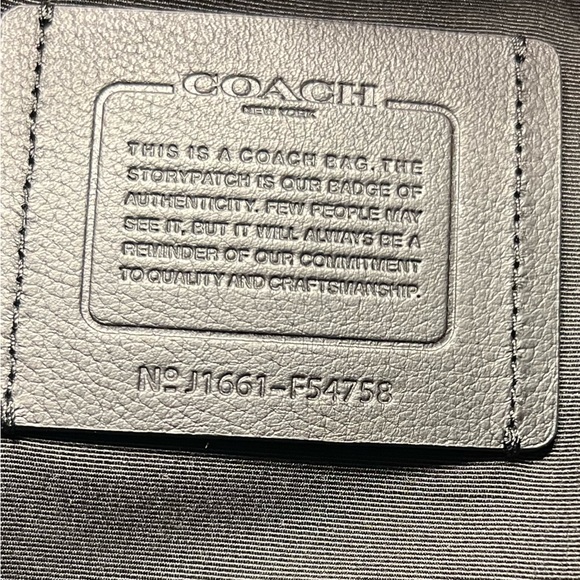 COACH
NEW YORK
THIS IS A COACH BAG. THE
STORYPATCH IS OUR BADGE OF
AUTHENTICITY. FEW PEOPLE MAY
SEE IT, BUT IT WILL ALWAYS BE A
REMINDER OF OUR COMMITMENT
TO QUALITY AND CRAFTSMANSHIP.
Nº J1661-F54758